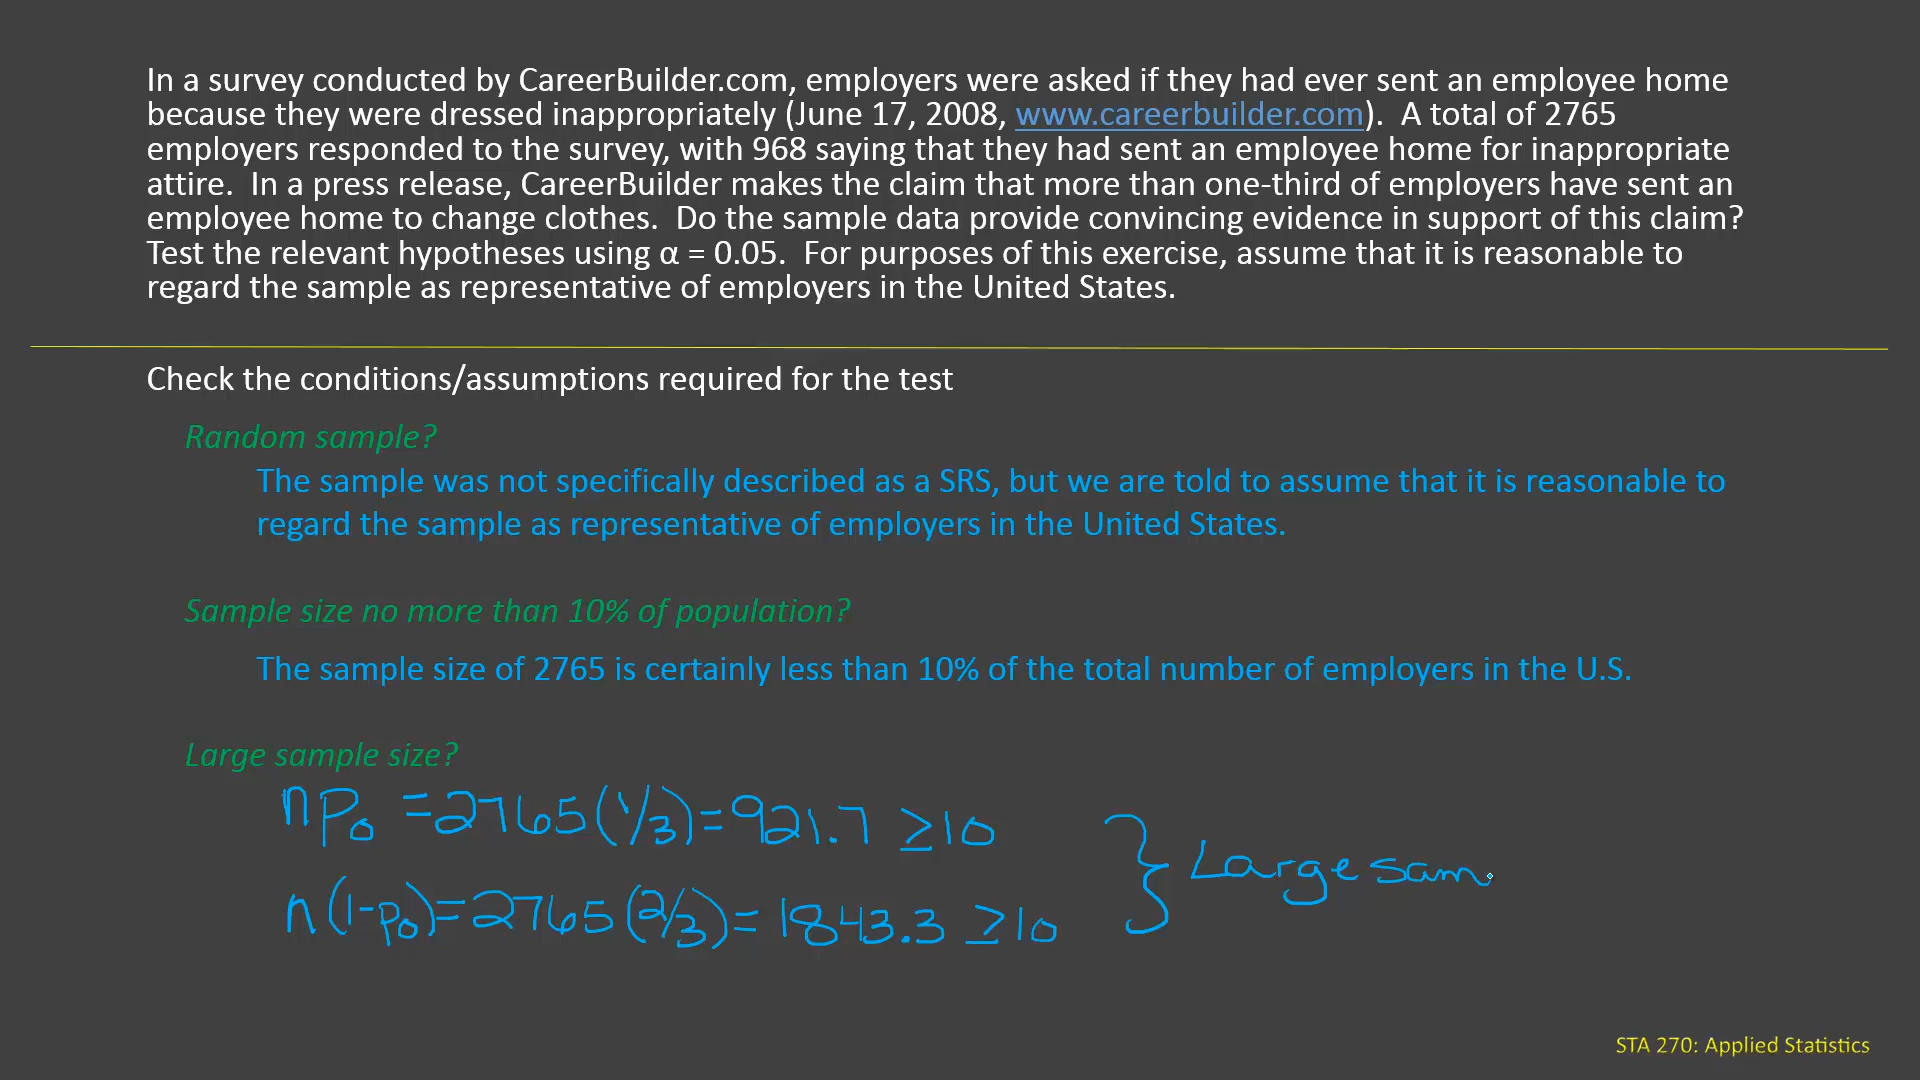 In a survey conducted by CareerBuilder.com, employers were asked if they had ever sent an employee home
because they were dressed inappropriately (June 17, 2008, www.careerbuilder.com).  A total of 2765
employers responded to the survey, with 968 saying that they had sent an employee home for inappropriate
attire.  In a press release, CareerBuilder makes the claim that more than one-third of employers have sent an
employee home to change clothes.  Do the sample data provide convincing evidence in support of this claim?
Test the relevant hypotheses using α = 0.05.  For purposes of this exercise, assume that it is reasonable to
regard the sample as representative of employers in the United States.
Check the conditions/assumptions required for the test
Random sample?
The sample was not specifically described as a SRS, but we are told to assume that it is reasonable to
regard the sample as representative of employers in the United States.
Sample size no more than 10% of population?
The sample size of 2765 is certainly less than 10% of the total number of employers in the U.S.
Large sample size?
np₀ = 2765(1/3) = 921.7 ≥ 10
n(1-p₀) = 2765(2/3) = 1843.3 ≥ 10
} Large sam
STA 270: Applied Statistics